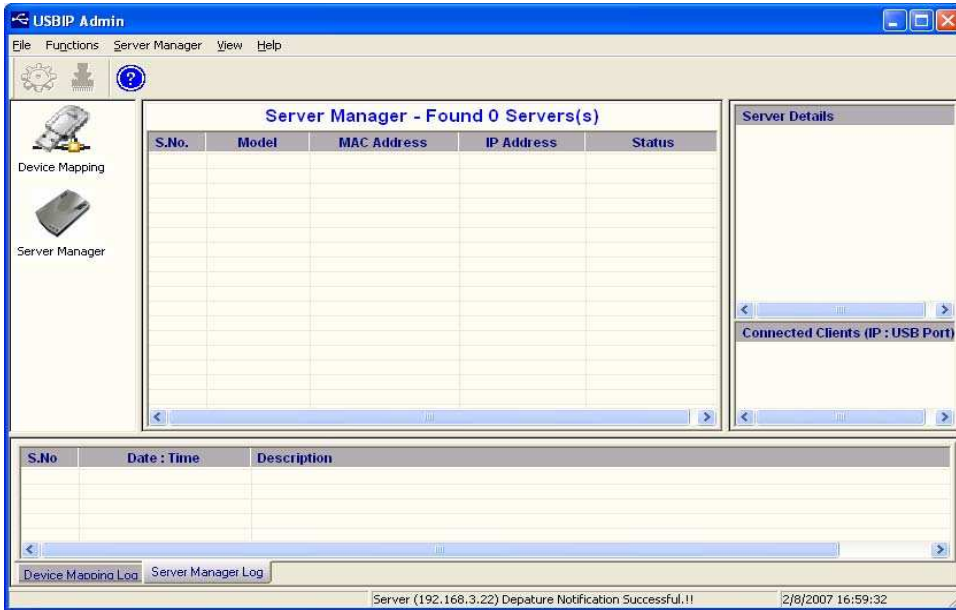 USBIP Admin
File Functions Server Manager View Help
Device Mapping
Server Manager
Server Manager - Found 0 Servers(s)
S.No. Model MAC Address IP Address Status
Server Details
Connected Clients (IP : USB Port)
S.No Date : Time Description
Device Mapping Log Server Manager Log
Server (192.168.3.22) Depature Notification Successful.!! 2/8/2007 16:59:32